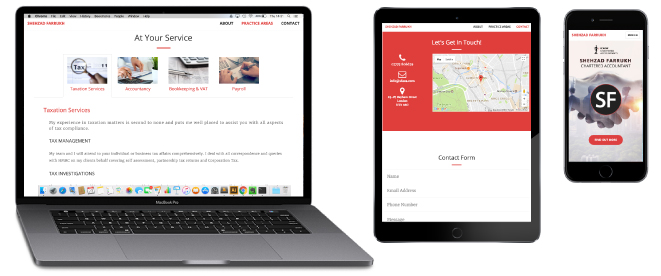 Chrome File Edit View History Bookmarks People Window Help
SHEHZAD FARRUKH ABOUT PRACTICE AREAS CONTACT
At Your Service
Tax
Taxation Services Accountancy Bookkeeping & VAT Payroll
Taxation Services
My experience in taxation matters is second to none and puts me well placed to assist you with all aspects
of tax compliance.
TAX MANAGEMENT
My team and I will attend to your individual or business tax affairs comprehensively. I deal with all correspondence and queries
with HMRC on my clients behalf covering self assessments, partnership tax returns and Corporation Tax.
TAX INVESTIGATIONS
MacBook Pro
SHEHZAD FARRUKH ABOUT PRACTICE AREAS CONTACT
Let's Get In Touch!
Map
London
Contact Form
Name
Email Address
Phone Number
Message
SHEHZAD FARRUKH
SHEHZAD FARRUKH
CHARTERED ACCOUNTANT
SF
FIND OUT MORE